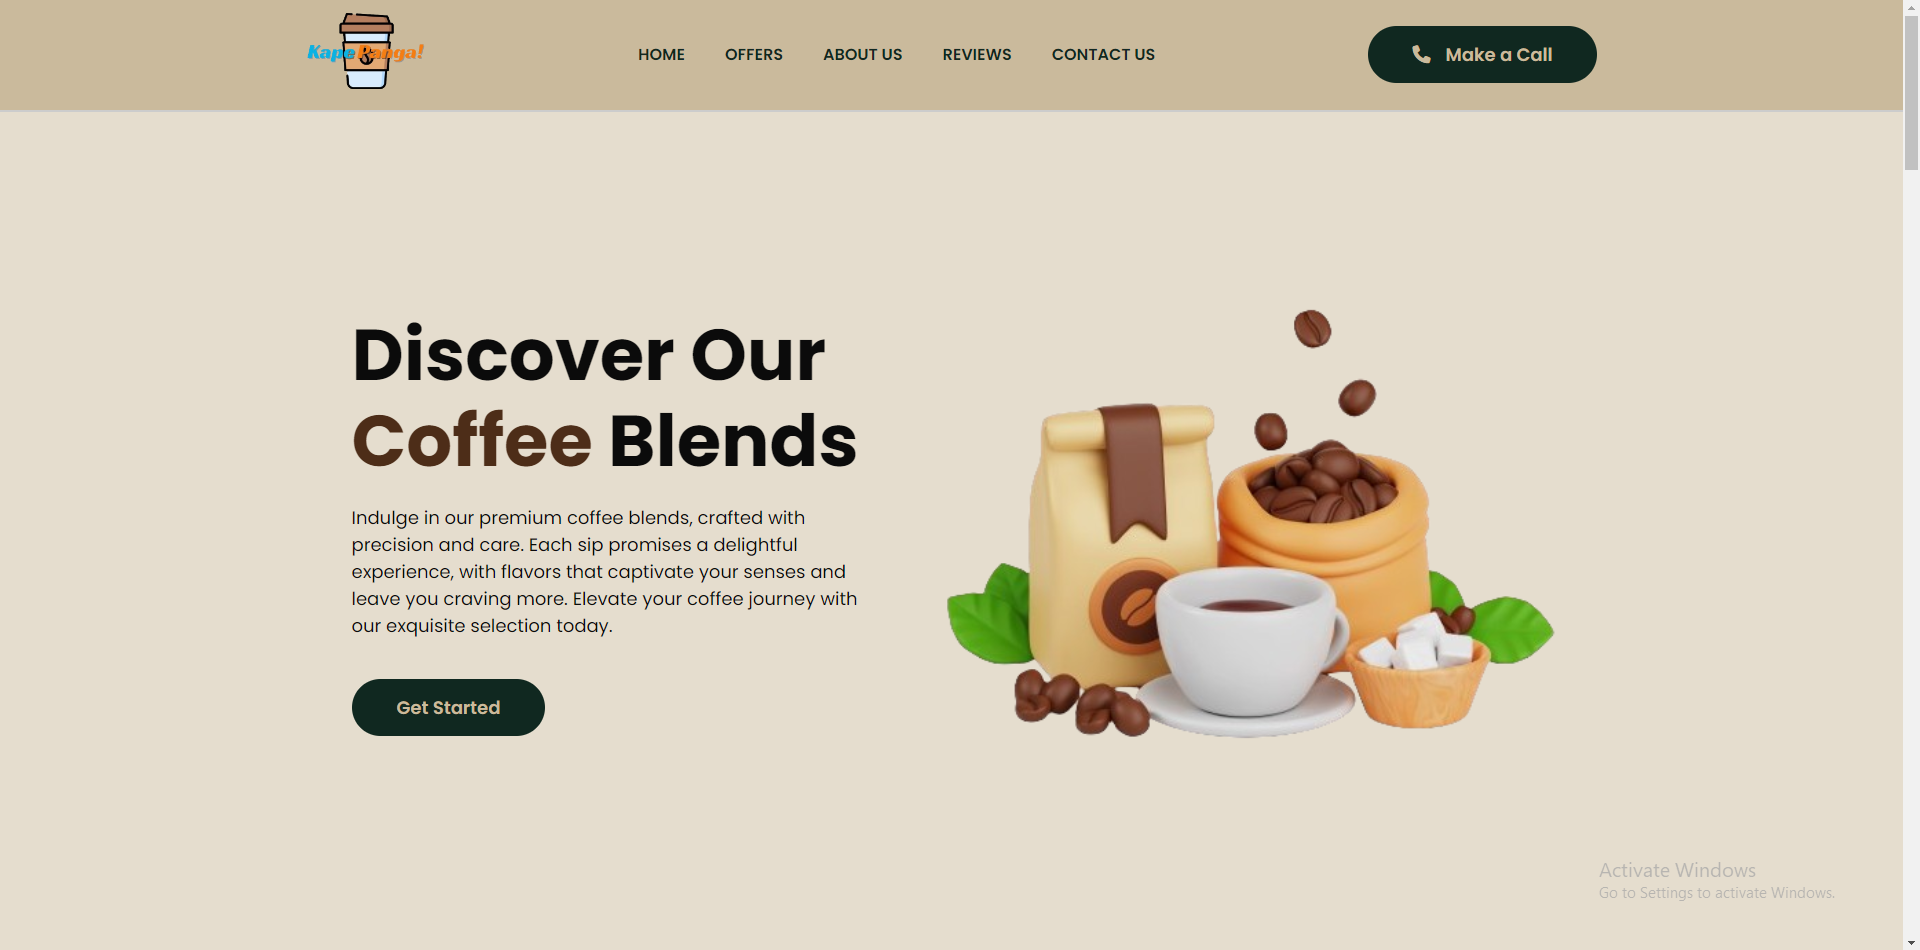 Kape Panga!
HOME
OFFERS
ABOUT US
REVIEWS
CONTACT US
Make a Call
Discover Our
Coffee Blends
Indulge in our premium coffee blends, crafted with
precision and care. Each sip promises a delightful
experience, with flavors that captivate your senses and
leave you craving more. Elevate your coffee journey with
our exquisite selection today.
Get Started
Activate Windows
Go to Settings to activate Windows.